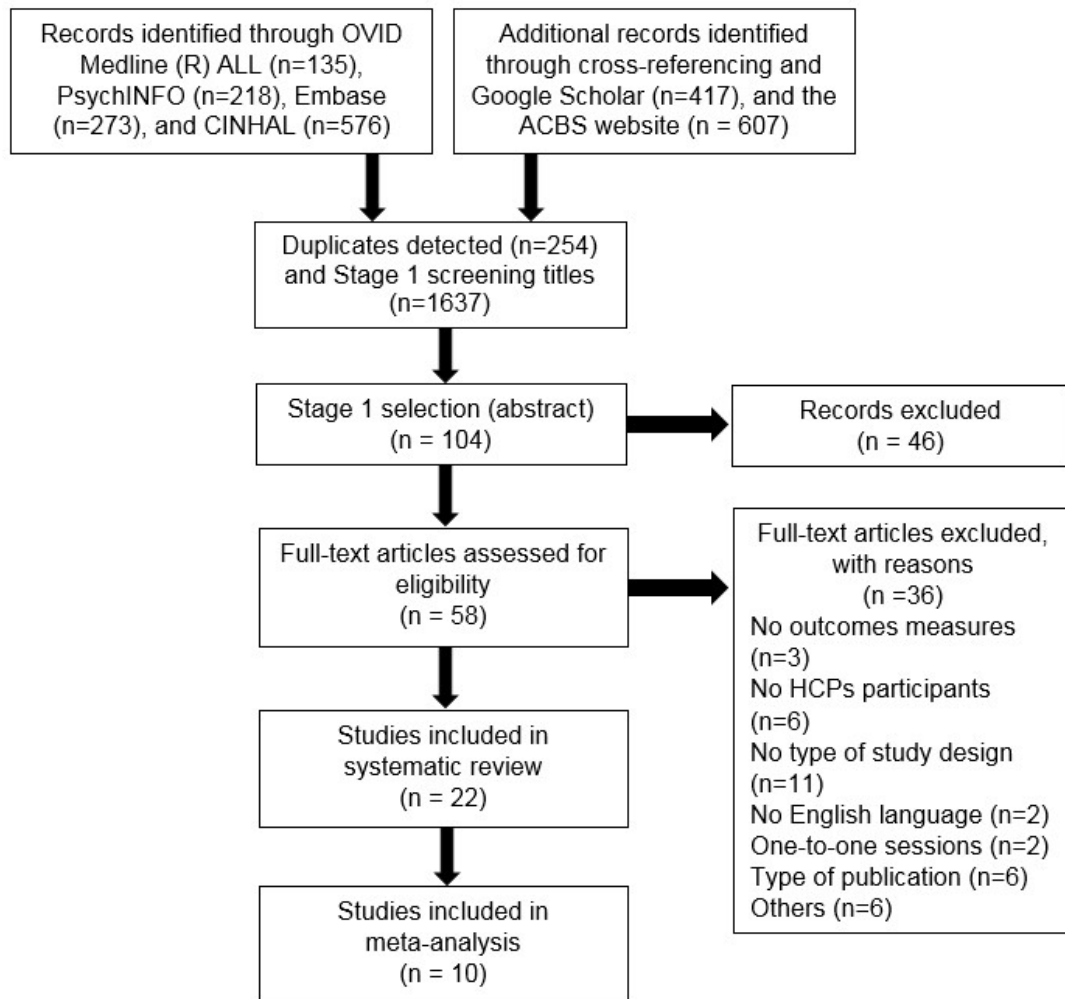 Records identified through OVID
Medline (R) ALL (n=135),
PsychINFO (n=218), Embase
(n=273), and CINHAL (n=576)
Additional records identified
through cross-referencing and
Google Scholar (n=417), and the
ACBS website (n = 607)
Duplicates detected (n=254)
and Stage 1 screening titles
(n=1637)
Stage 1 selection (abstract)
(n = 104)
Records excluded
(n = 46)
Full-text articles assessed for
eligibility
(n = 58)
Full-text articles excluded,
with reasons
(n =36)
No outcomes measures
(n=3)
No HCPs participants
(n=6)
No type of study design
(n=11)
No English language (n=2)
One-to-one sessions (n=2)
Type of publication (n=6)
Others (n=6)
Studies included in
systematic review
(n = 22)
Studies included in
meta-analysis
(n = 10)